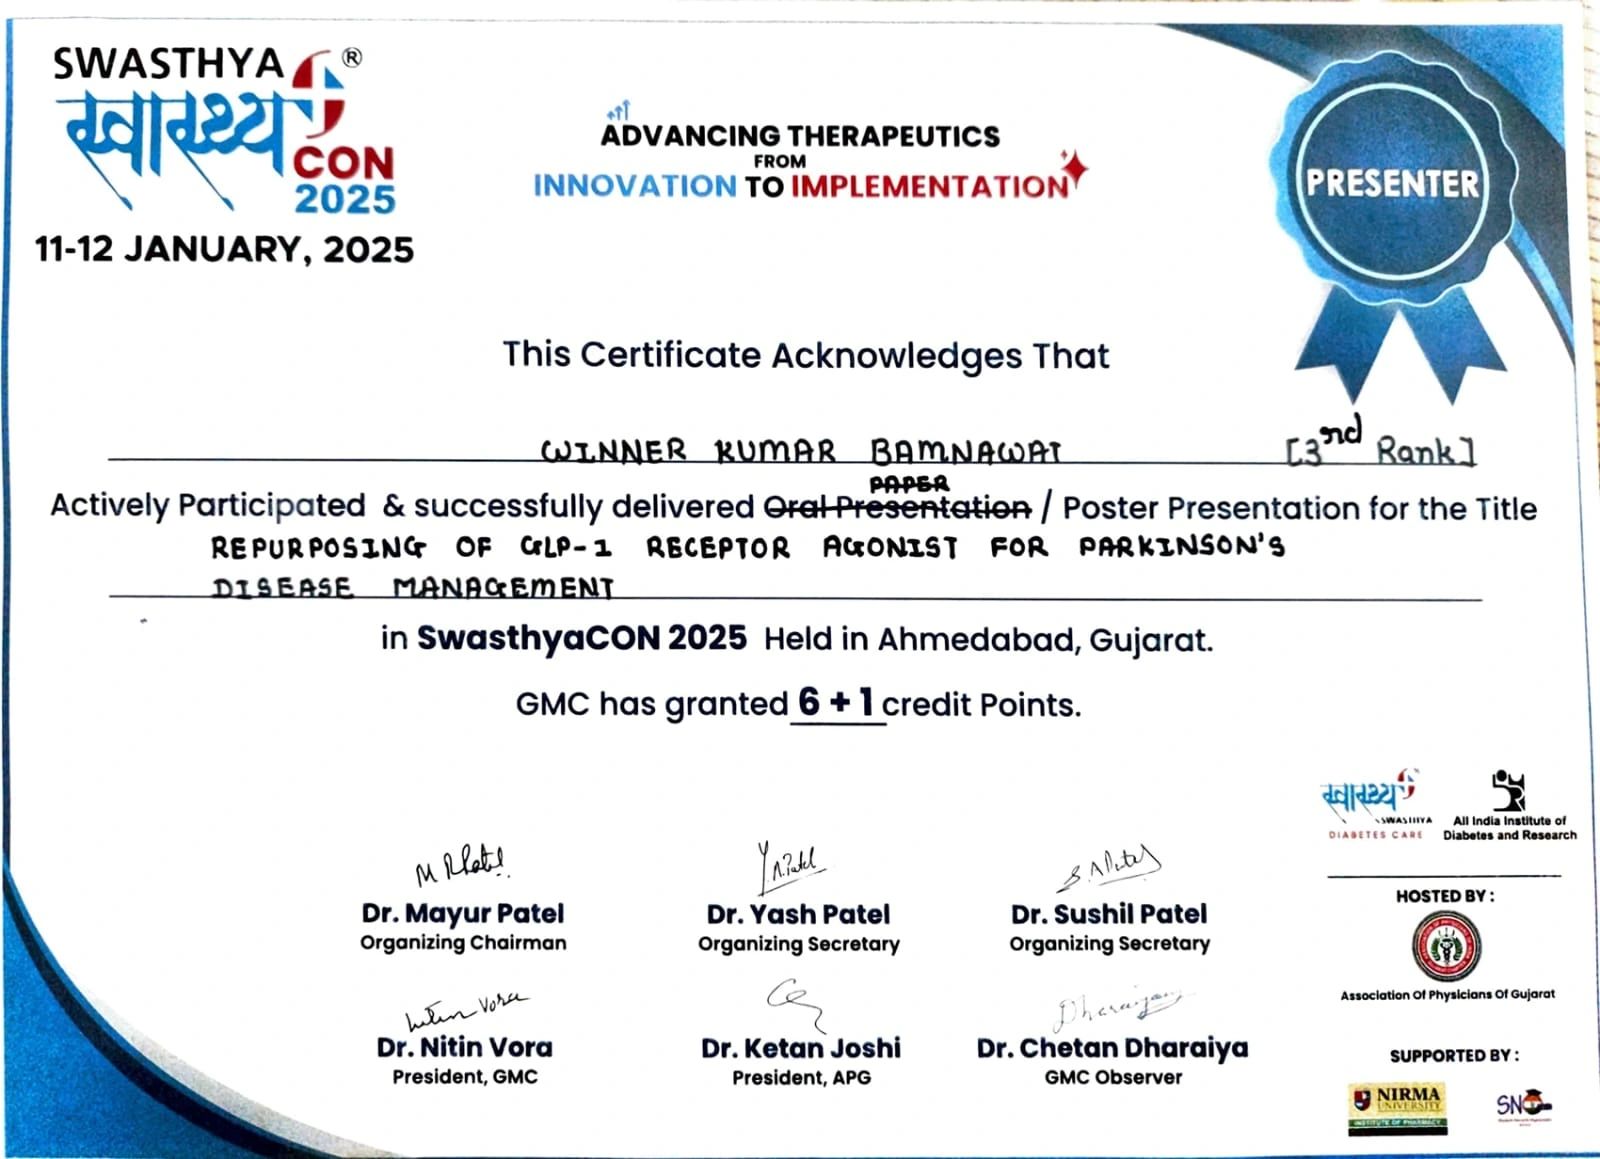 SWASTHYA ®
स्वास्थ्य
CON
2025
11-12 JANUARY, 2025
ADVANCING THERAPEUTICS
FROM
INNOVATION TO IMPLEMENTATION
PRESENTER
This Certificate Acknowledges That
WINNER KUMAR BAMNAWAT [3nd Rank]
PAPER
Actively Participated & successfully delivered Oral Presentation / Poster Presentation for the Title
REPURPOSING OF GLP-1 RECEPTOR AGONIST FOR PARKINSON'S
DISEASE MANAGEMENT
in SwasthyaCON 2025 Held in Ahmedabad, Gujarat.
GMC has granted 6 + 1 credit Points.
स्वास्थ्य
SWASTHYA
DIABETES CARE
All India Institute of
Diabetes and Research
M R Patel
Y.A.Patel
S.A Patel
Dr. Mayur Patel
Organizing Chairman
Dr. Yash Patel
Organizing Secretary
Dr. Sushil Patel
Organizing Secretary
HOSTED BY :
Association Of Physicians Of Gujarat
Nitin Vora
Dharaiya
Dr. Nitin Vora
President, GMC
Dr. Ketan Joshi
President, APG
Dr. Chetan Dharaiya
GMC Observer
SUPPORTED BY :
NIRMA
UNIVERSITY
INSTITUTE OF PHARMACY